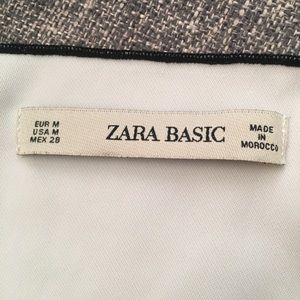 EUR M
USA M
MEX 28
ZARA BASIC
MADE
IN
MOROCCO